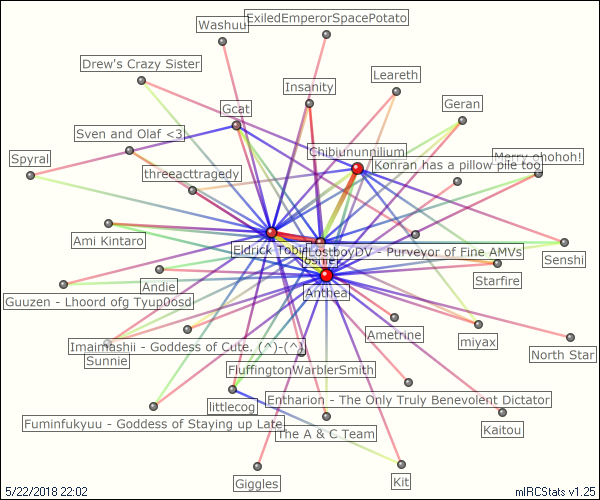 ExiledEmperorSpacePotato
Washuu
Drew's Crazy Sister
Leareth
Insanity
Gcat
Geran
Sven and Olaf <3
Chibiununnilium
Spyral
Merry ohohoh!
Konran has a pillow pile too
threeacttragedy
Ami Kintaro
Eldrick Tobin
LostboyDV - Purveyor of Fine AMVs
Senshi
Starfire
Andie
Anthea
Guuzen - Lhoord ofg Tyup0osd
Ametrine
miyax
Imaimashii - Goddess of Cute. (^)-(^)
Sunnie
North Star
FluffingtonWarblerSmith
Entharion - The Only Truly Benevolent Dictator
littlecog
Fuminfukyuu - Goddess of Staying up Late
Kaitou
The A & C Team
Giggles
Kit
5/22/2018 22:02
mIRCStats v1.25